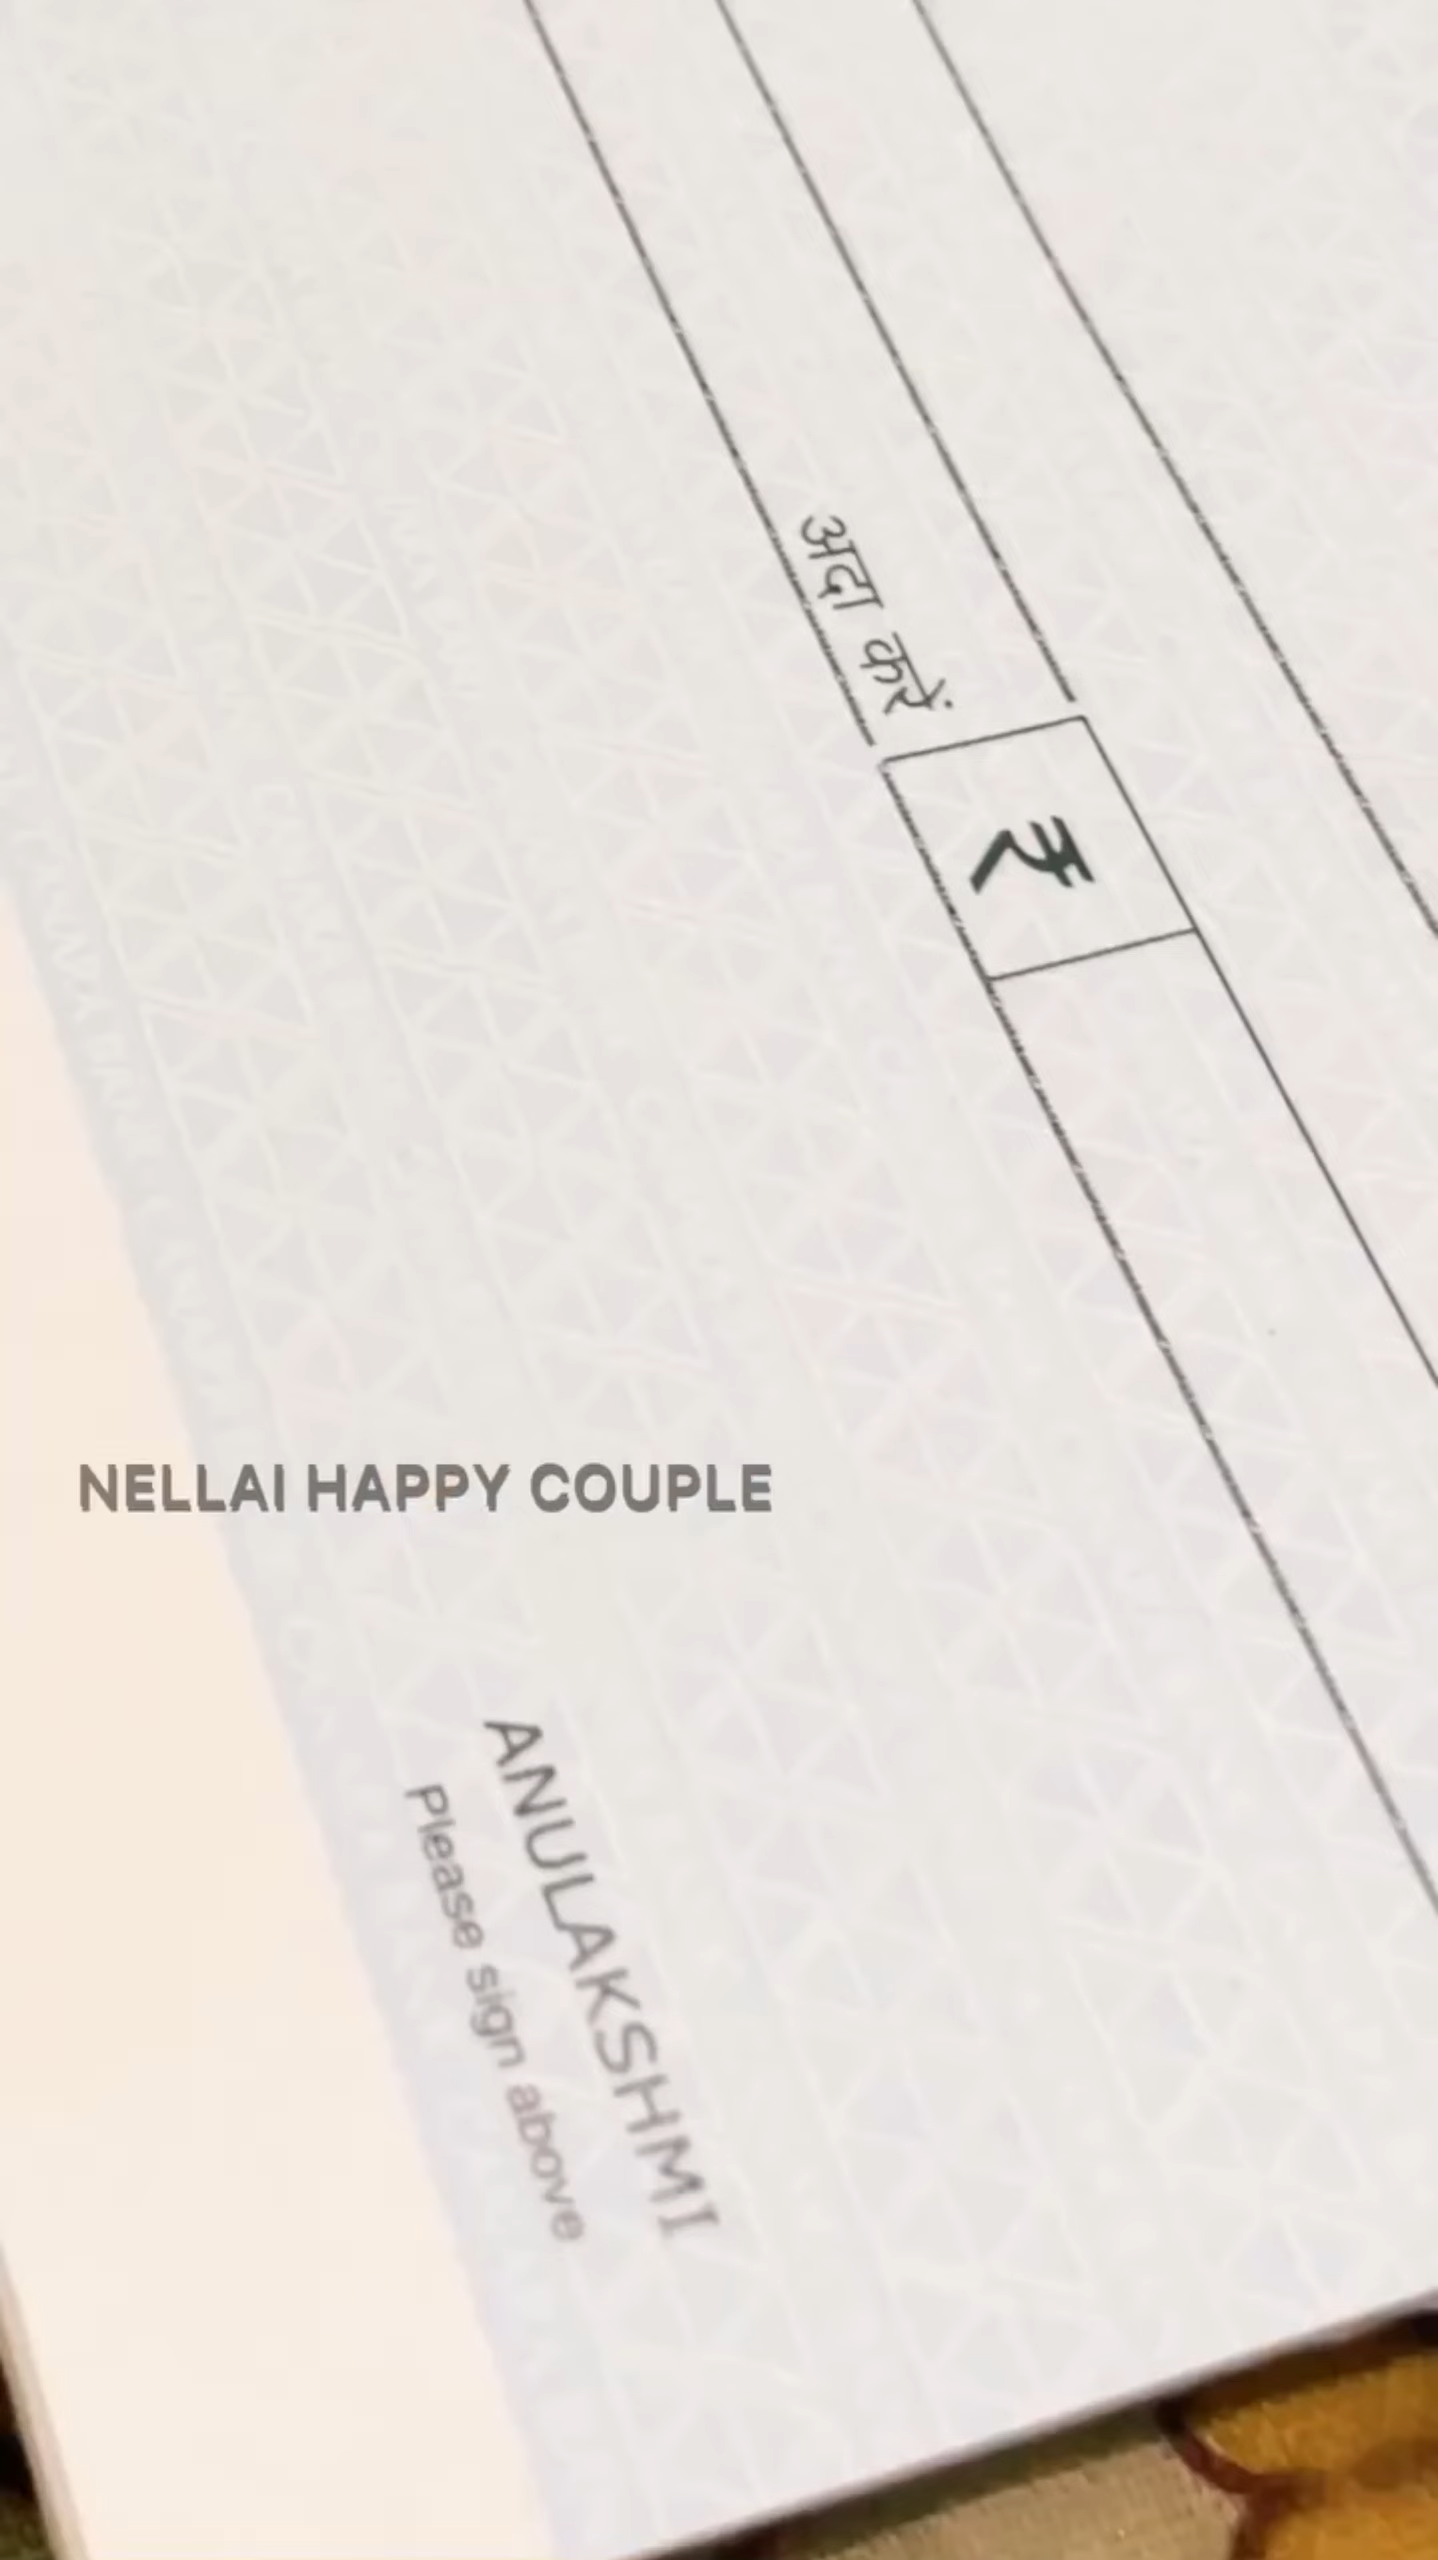 अदा करें
₹
NELLAI HAPPY COUPLE
ANULAKSHMI
Please sign above